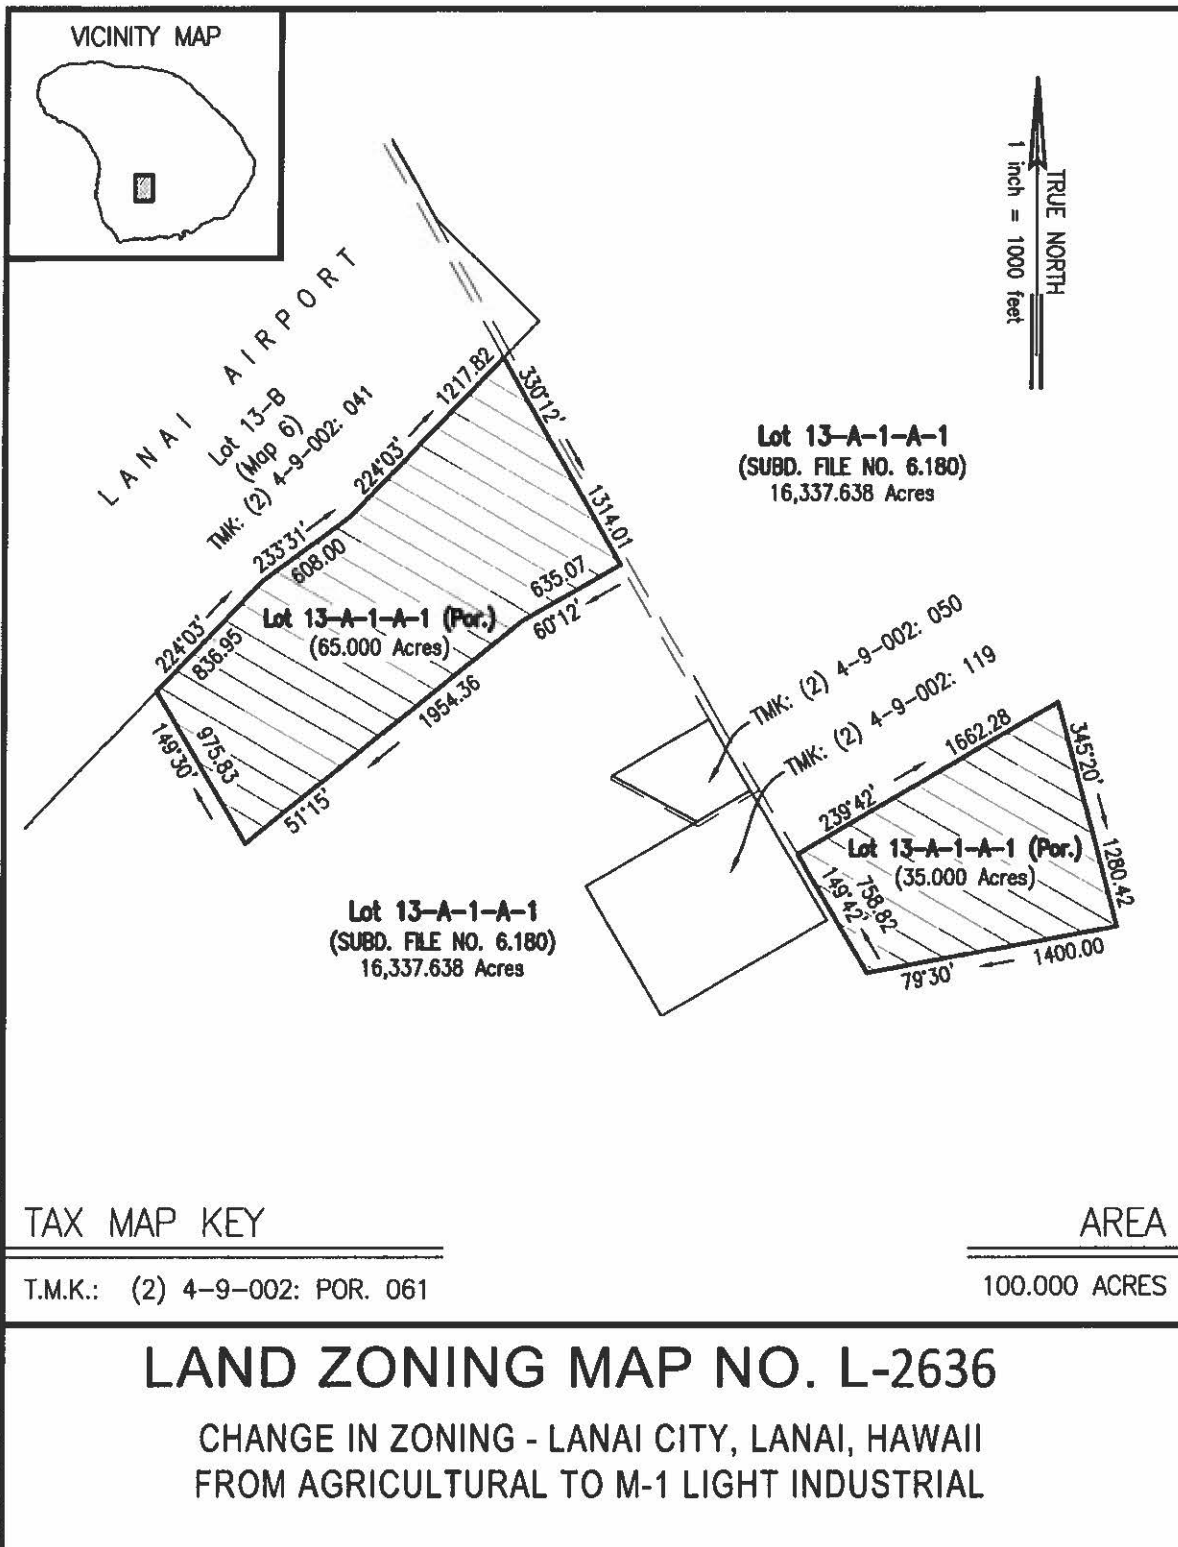 VICINITY MAP
TRUE NORTH
1 inch = 1000 feet
LANAI AIRPORT
Lot 13-B
(Map 6)
TMK: (2) 4-9-002: 041
1217.82
224°03'
330°12'
1314.01
233°31'
608.00
635.07
60°12'
224°03'
836.95
Lot 13-A-1-A-1 (Por.)
(65.000 Acres)
1954.36
51°15'
975.83
149°30'
Lot 13-A-1-A-1
(SUBD. FILE NO. 6.180)
16,337.638 Acres
TMK: (2) 4-9-002: 050
TMK: (2) 4-9-002: 119
1662.28
239°42'
345°20'
1280.42
Lot 13-A-1-A-1 (Por.)
(35.000 Acres)
758.82
149°42'
1400.00
79°30'
Lot 13-A-1-A-1
(SUBD. FILE NO. 6.180)
16,337.638 Acres
TAX MAP KEY
AREA
T.M.K.: (2) 4-9-002: POR. 061
100.000 ACRES
LAND ZONING MAP NO. L-2636
CHANGE IN ZONING - LANAI CITY, LANAI, HAWAII
FROM AGRICULTURAL TO M-1 LIGHT INDUSTRIAL